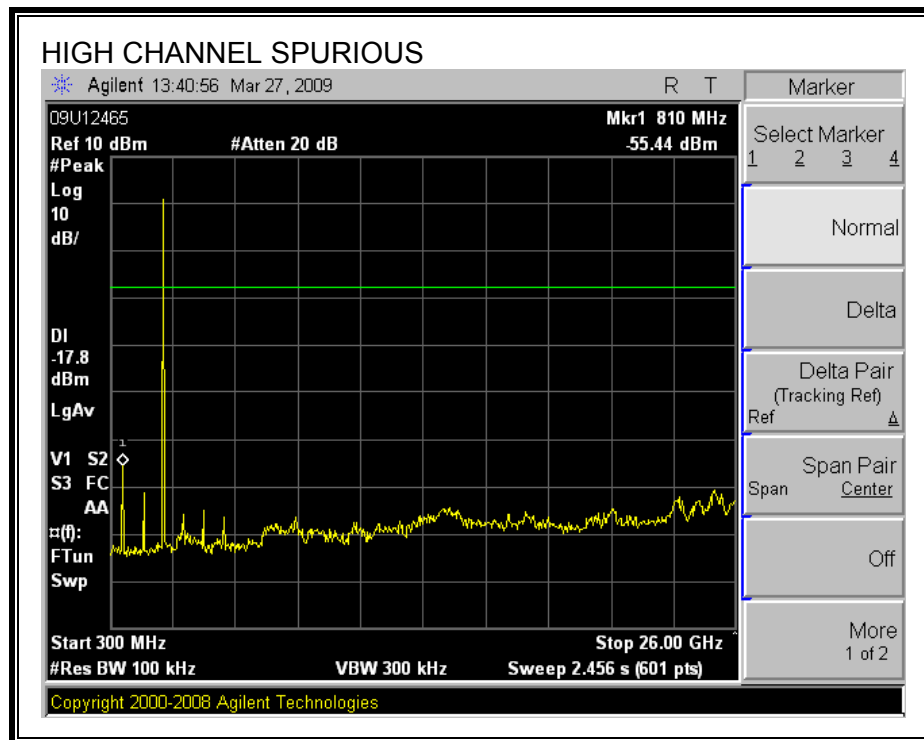 HIGH CHANNEL SPURIOUS
Agilent 13:40:56 Mar 27, 2009 R T
09U12465 Mkr1 810 MHz
Ref 10 dBm #Atten 20 dB -55.44 dBm
#Peak
Log
10
dB/
DI
-17.8
dBm
LgAv
V1 S2
S3 FC
AA
¤(f):
FTun
Swp
1
Start 300 MHz Stop 26.00 GHz ^
#Res BW 100 kHz VBW 300 kHz Sweep 2.456 s (601 pts)
Copyright 2000-2008 Agilent Technologies
Marker
Select Marker
1 2 3 4
Normal
Delta
Delta Pair
(Tracking Ref)
Ref Δ
Span Pair
Span Center
Off
More
1 of 2